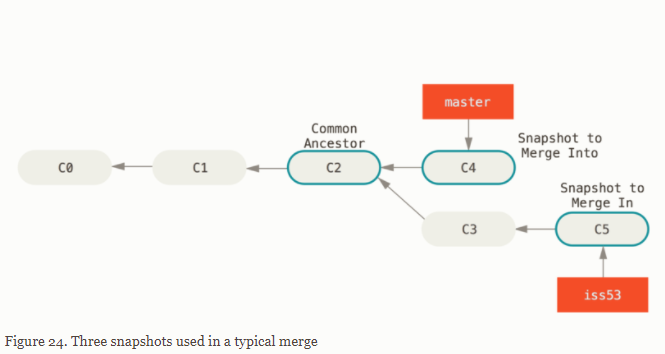 master
Common
Ancestor
Snapshot to
Merge Into
C0
C1
C2
C4
Snapshot to
Merge In
C3
C5
iss53
Figure 24. Three snapshots used in a typical merge